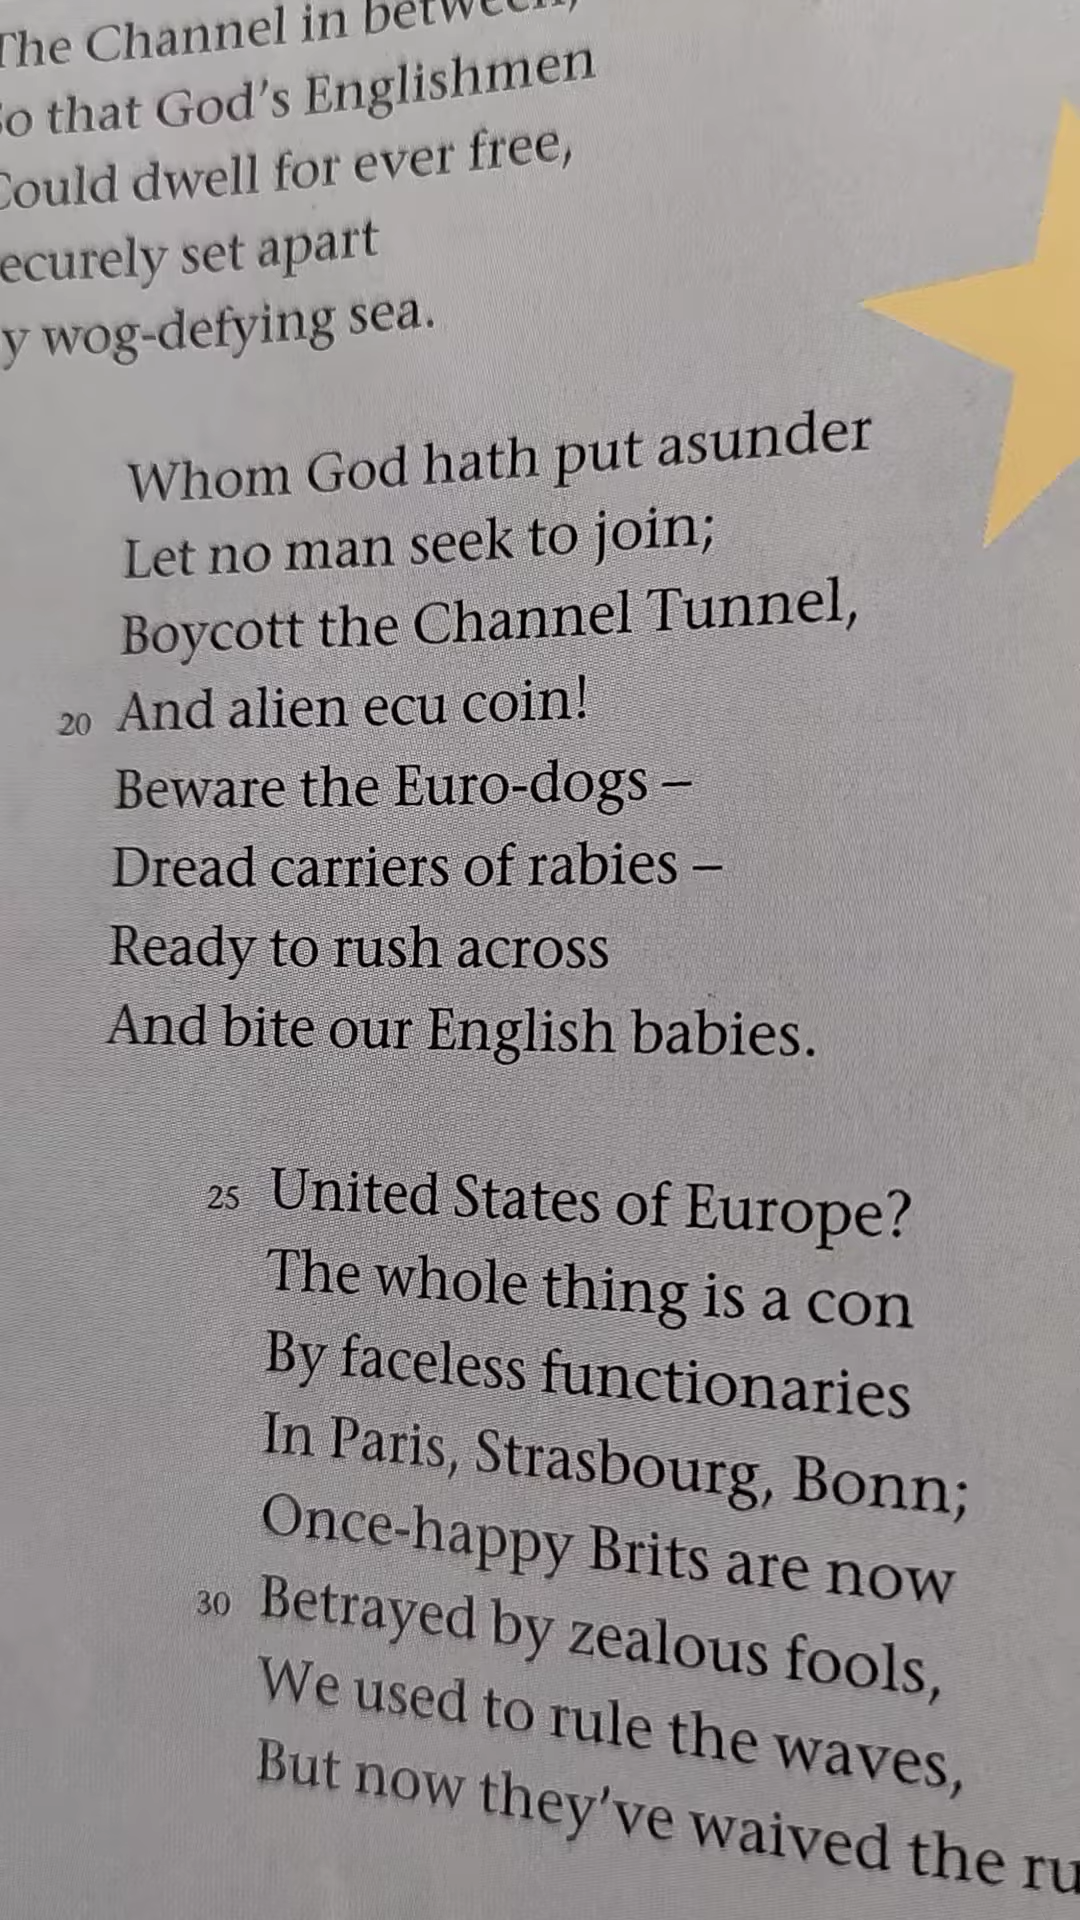 The Channel in between,
So that God's Englishmen
Could dwell for ever free,
ecurely set apart
y wog-defying sea.
Whom God hath put asunder
Let no man seek to join;
Boycott the Channel Tunnel,
20 And alien ecu coin!
Beware the Euro-dogs –
Dread carriers of rabies –
Ready to rush across
And bite our English babies.
25 United States of Europe?
The whole thing is a con
By faceless functionaries
In Paris, Strasbourg, Bonn;
Once-happy Brits are now
30 Betrayed by zealous fools,
We used to rule the waves,
But now they've waived the ru